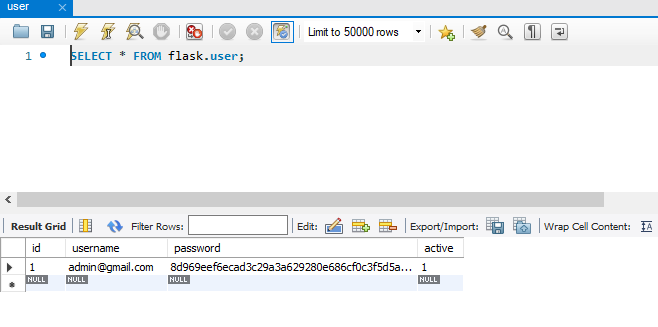 user
Limit to 50000 rows
1 SELECT * FROM flask.user;
Result Grid Filter Rows: Edit: Export/Import: Wrap Cell Content:
id username password active
1 admin@gmail.com 8d969eef6ecad3c29a3a629280e686cf0c3f5d5a... 1
NULL NULL NULL NULL